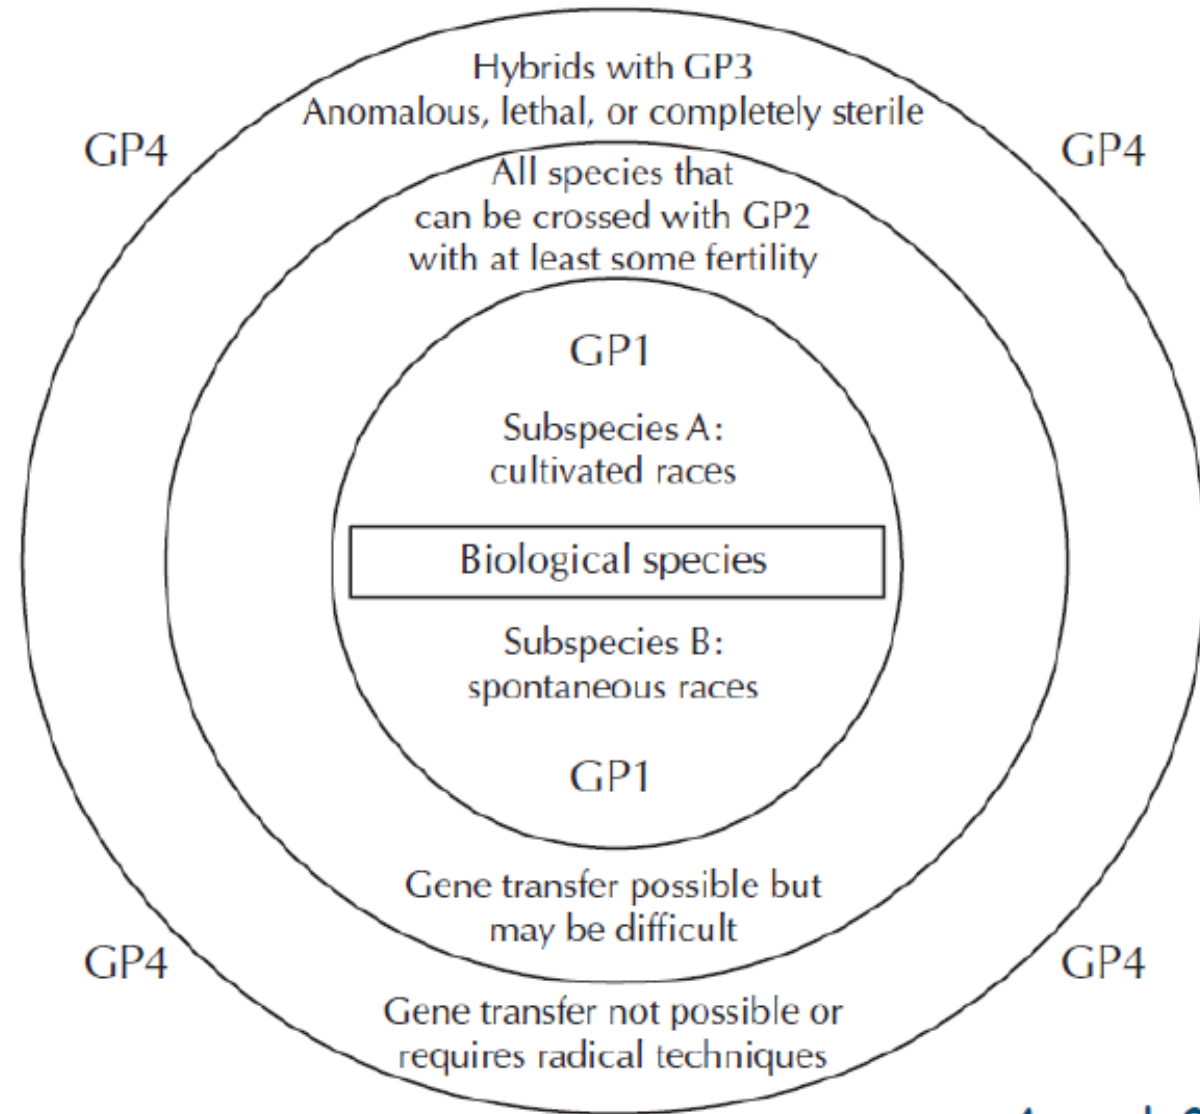 Hybrids with GP3
Anomalous, lethal, or completely sterile
GP4
GP4
All species that
can be crossed with GP2
with at least some fertility
GP1
Subspecies A:
cultivated races
Biological species
Subspecies B:
spontaneous races
GP1
Gene transfer possible but
may be difficult
GP4
GP4
Gene transfer not possible or
requires radical techniques